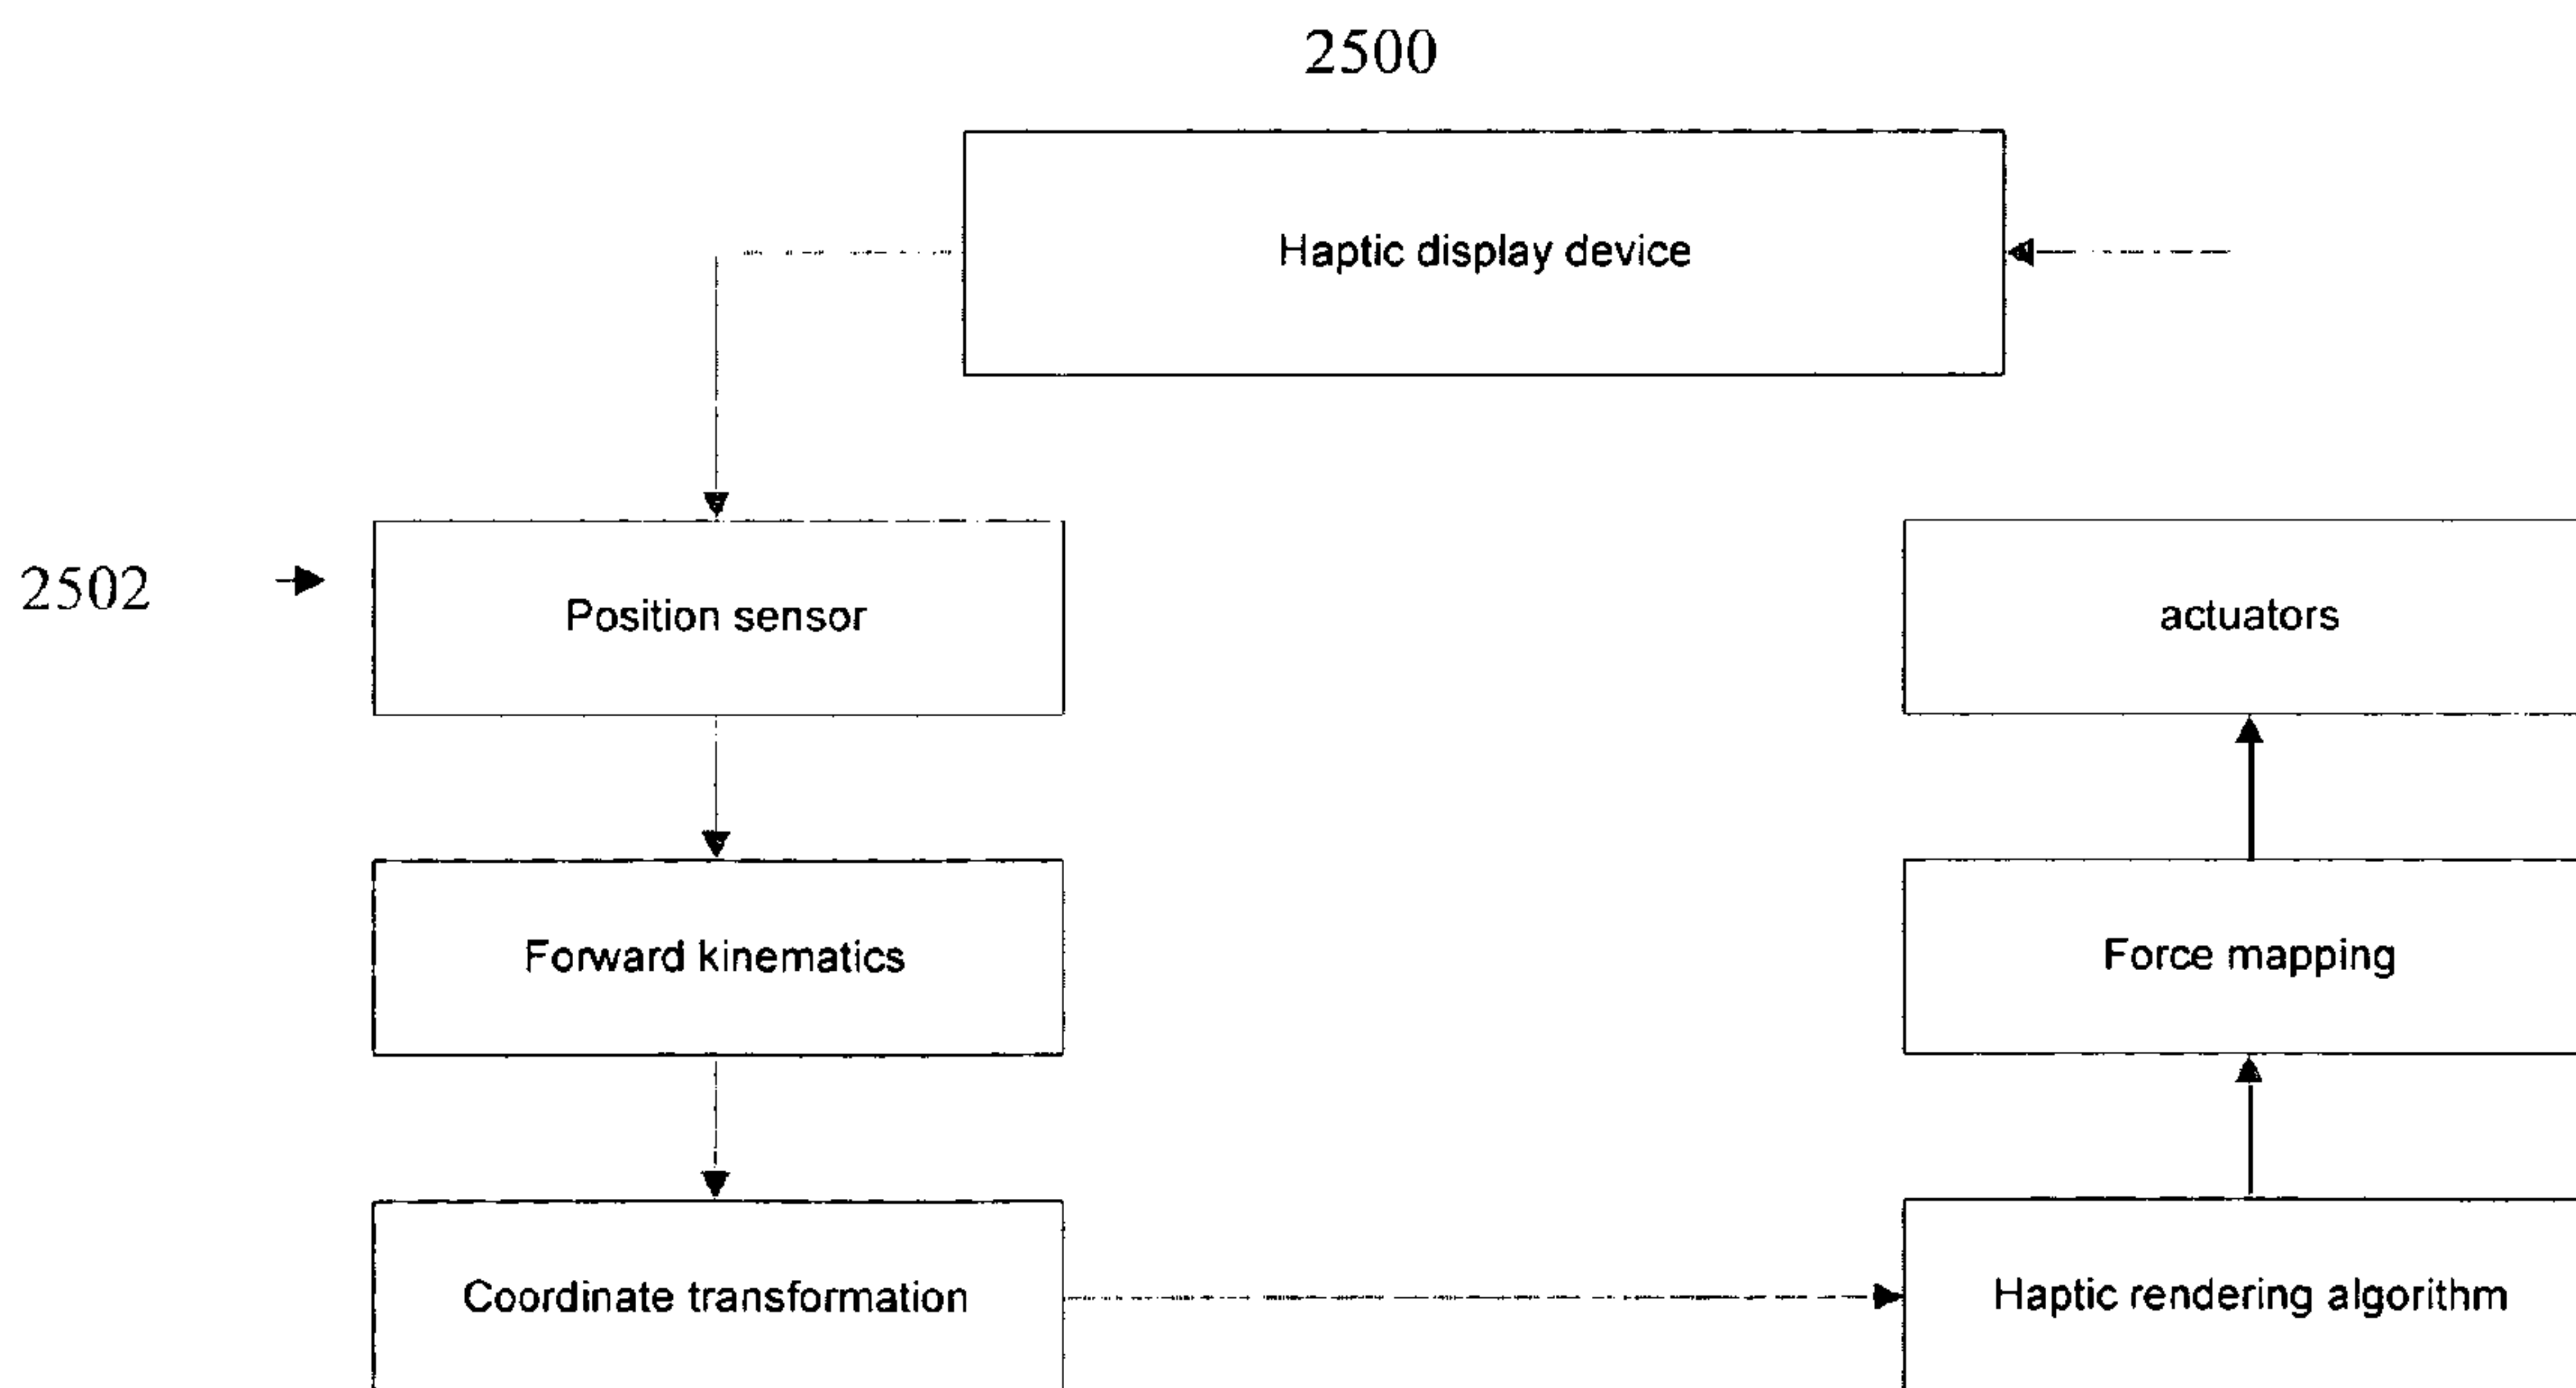 2500
Haptic display device
2502
Position sensor
actuators
Forward kinematics
Force mapping
Coordinate transformation
Haptic rendering algorithm